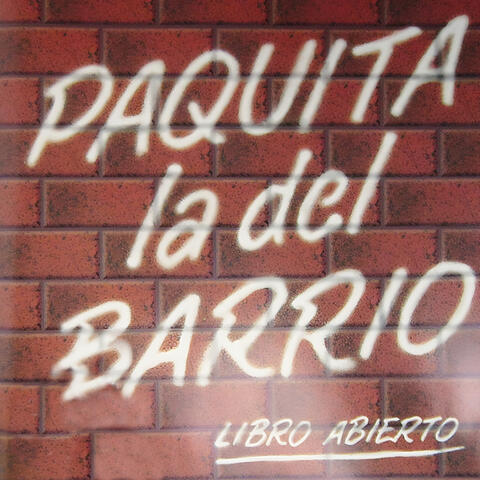 PAQUITA
la del
BARRIO
LIBRO ABIERTO